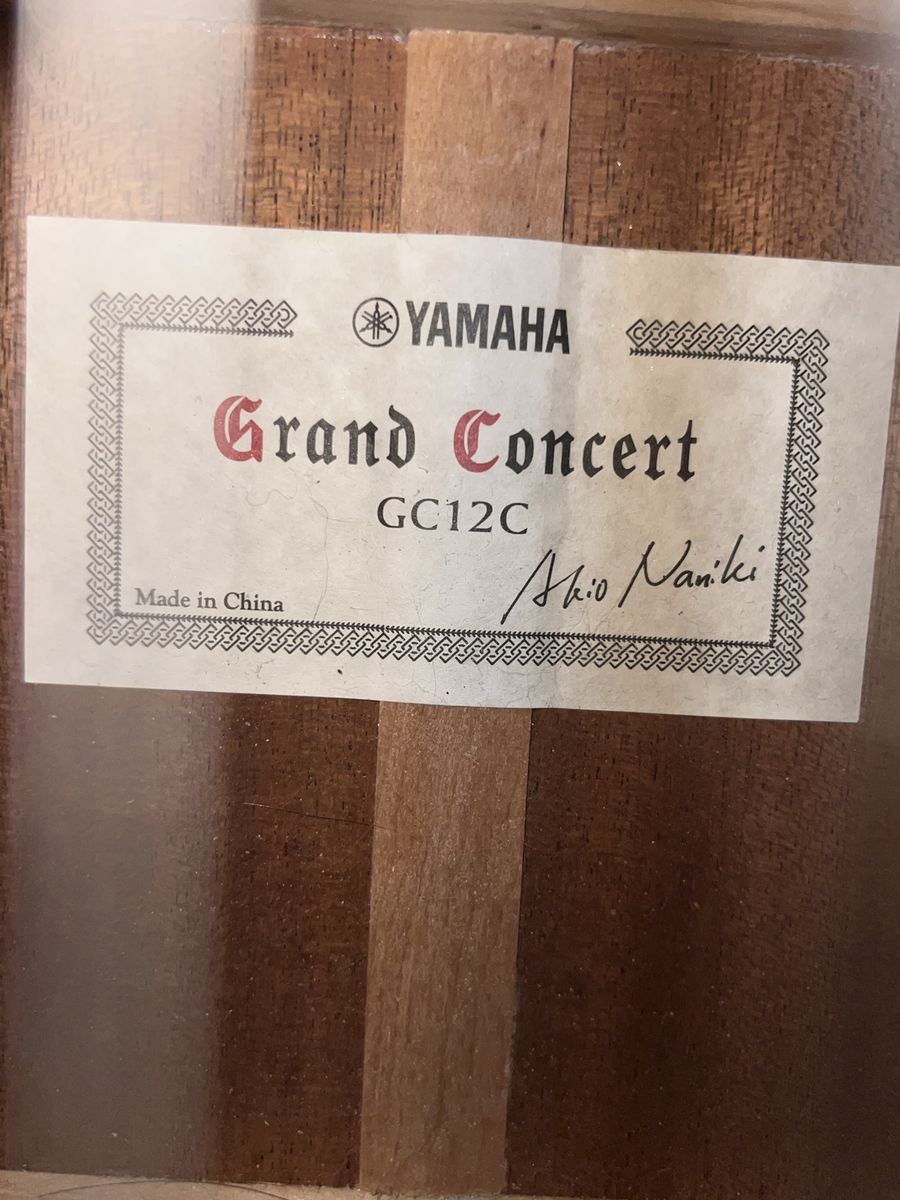 YAMAHA
Grand Concert
GC12C
Akio Naniki
Made in China